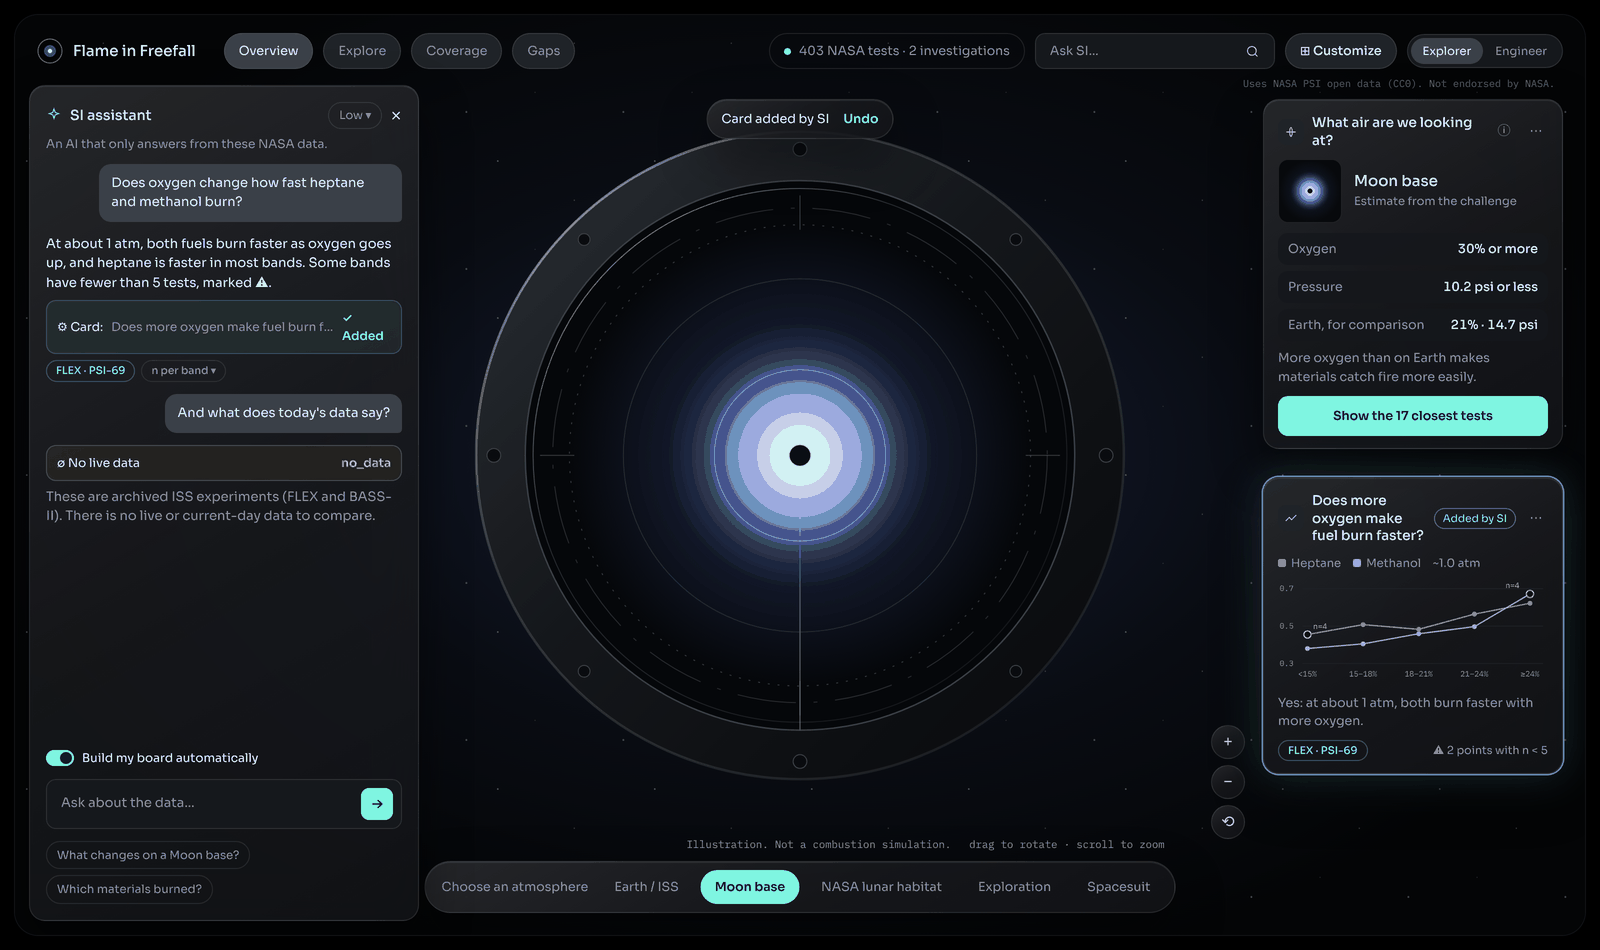 Flame in Freefall
Overview
Explore
Coverage
Gaps
403 NASA tests · 2 investigations
Ask SI...
⊞ Customize
Explorer
Engineer
Uses NASA PSI open data (CC0). Not endorsed by NASA.
SI assistant
Low ▾
×
An AI that only answers from these NASA data.
Does oxygen change how fast heptane
and methanol burn?
At about 1 atm, both fuels burn faster as oxygen goes
up, and heptane is faster in most bands. Some bands
have fewer than 5 tests, marked ⚠.
⚙ Card: Does more oxygen make fuel burn f... ✓
Added
FLEX · PSI-69
n per band ▾
And what does today's data say?
⌀ No live data
no_data
These are archived ISS experiments (FLEX and BASS-
II). There is no live or current-day data to compare.
Build my board automatically
Ask about the data...
→
What changes on a Moon base?
Which materials burned?
Card added by SI Undo
+
−
⟲
Illustration. Not a combustion simulation. drag to rotate · scroll to zoom
Choose an atmosphere
Earth / ISS
Moon base
NASA lunar habitat
Exploration
Spacesuit
What air are we looking
at?
ⓘ
...
Moon base
Estimate from the challenge
Oxygen 30% or more
Pressure 10.2 psi or less
Earth, for comparison 21% · 14.7 psi
More oxygen than on Earth makes
materials catch fire more easily.
Show the 17 closest tests
Does more
oxygen make
fuel burn faster?
Added by SI
...
Heptane Methanol ~1.0 atm
n=4
0.7
0.5
n=4
0.3
<15% 15–18% 18–21% 21–24% ≥24%
Yes: at about 1 atm, both burn faster with
more oxygen.
FLEX · PSI-69
⚠ 2 points with n < 5